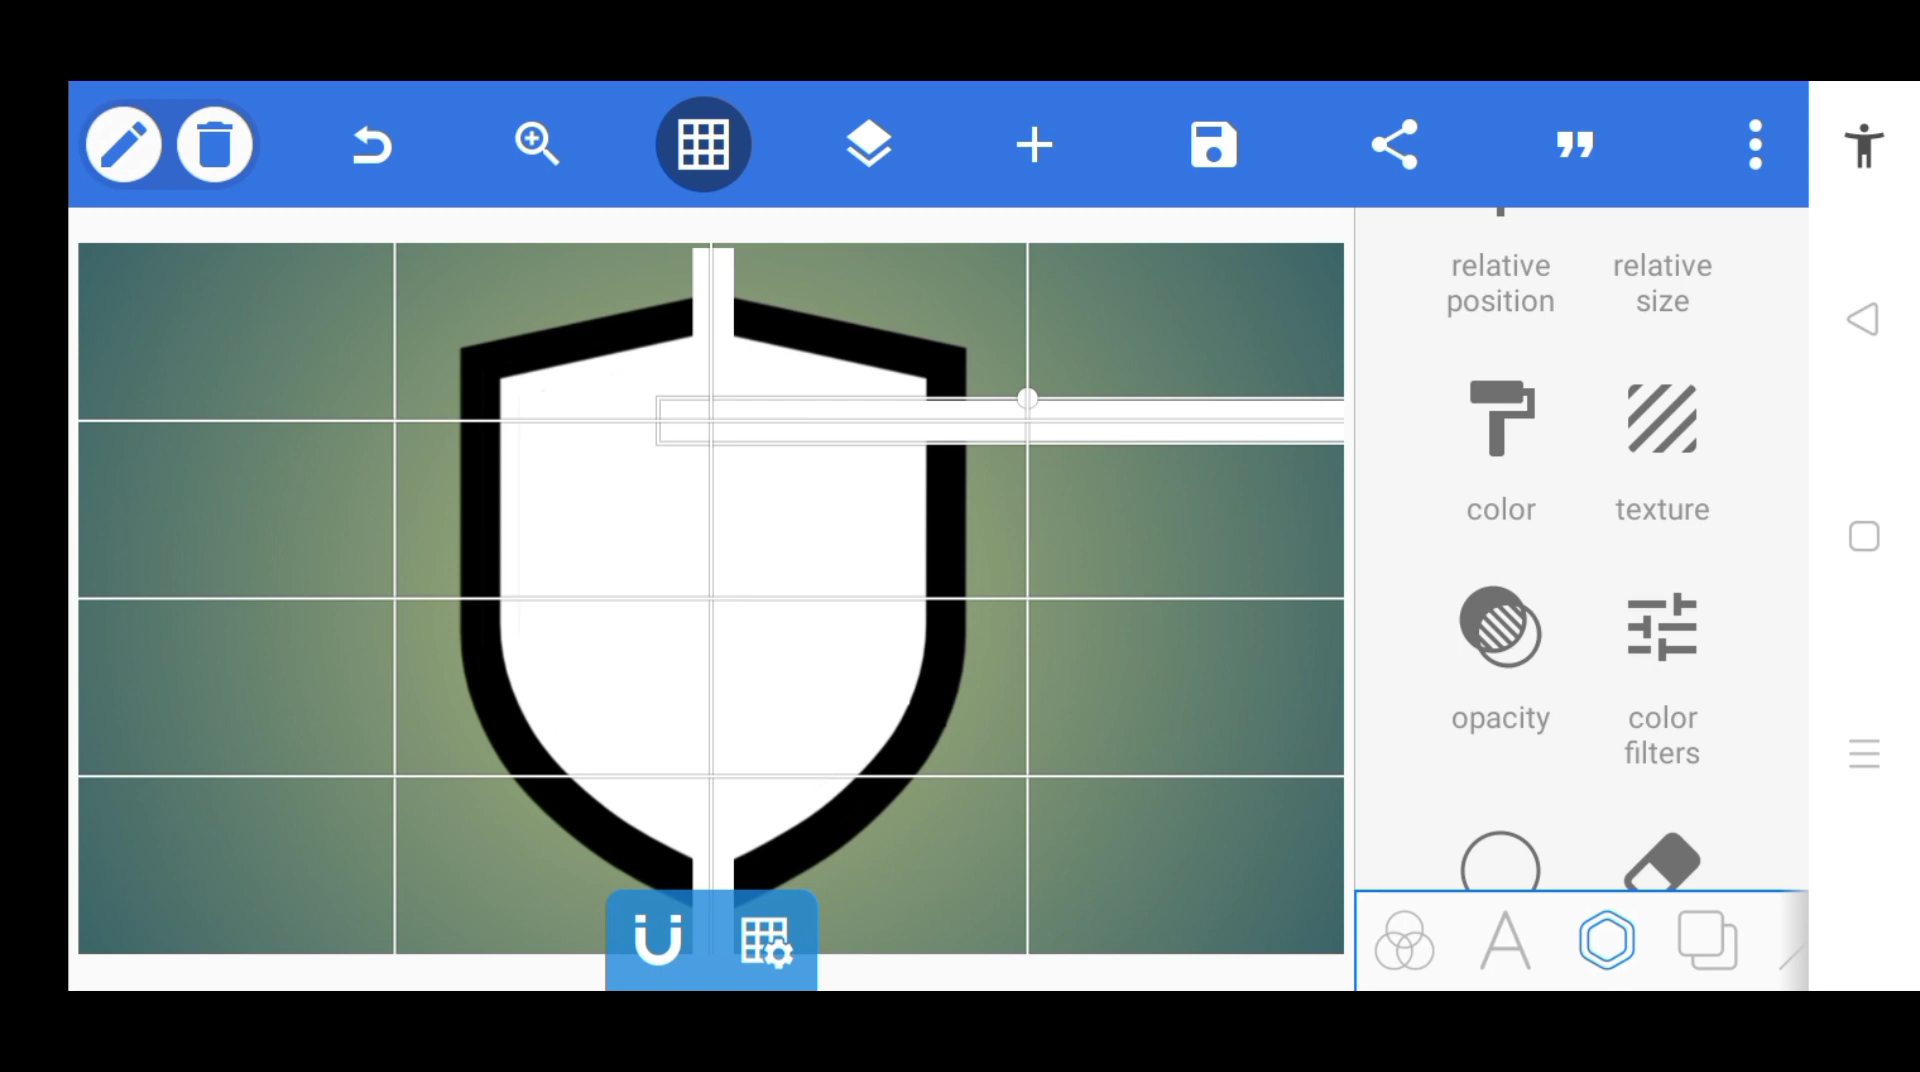 relative
position
relative
size
color
texture
opacity
color
filters